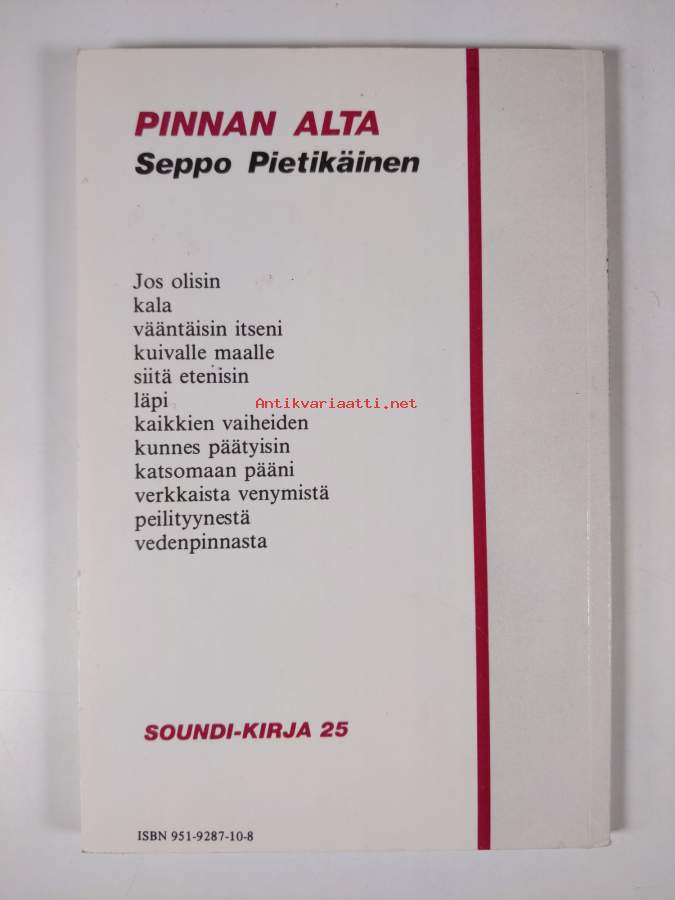 PINNAN ALTA
Seppo Pietikäinen
Jos olisin
kala
vääntäisin itseni
kuivalle maalle
siitä etenisin
läpi
Antikvariaatti.net
kaikkien vaiheiden
kunnes päätyisin
katsomaan pääni
verkkaista venymistä
peilityynestä
vedenpinnasta
SOUNDI-KIRJA 25
ISBN 951-9287-10-8